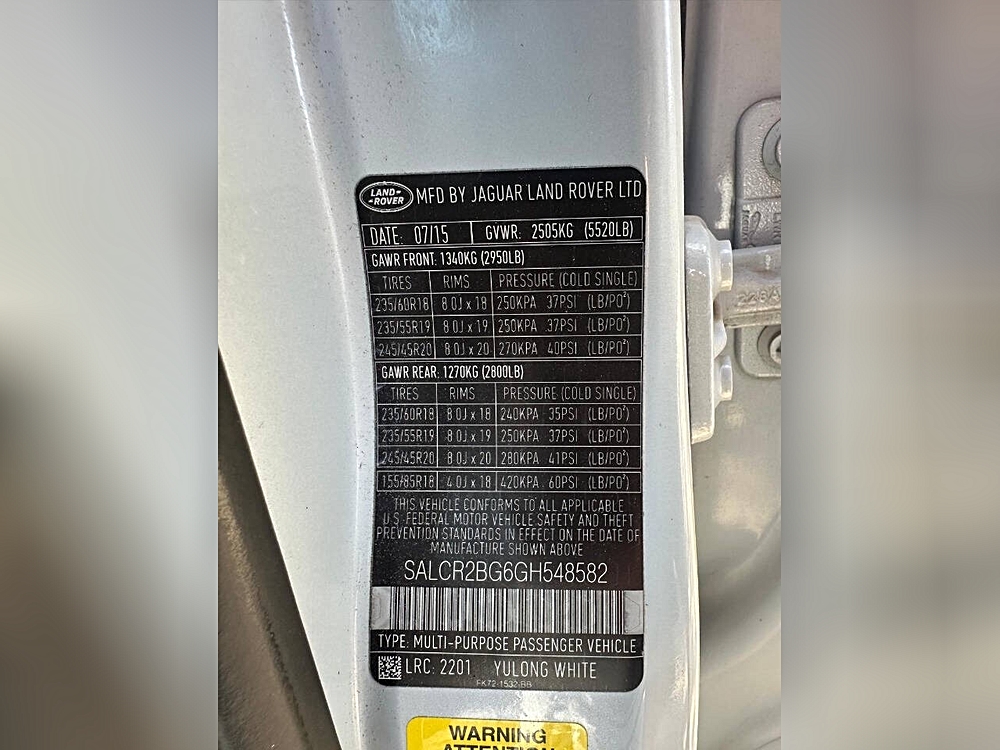 LAND-
-ROVER
MFD BY JAGUAR LAND ROVER LTD
DATE: 07/15 GVWR: 2505KG (5520LB)
GAWR FRONT: 1340KG (2950LB)
TIRES RIMS PRESSURE (COLD SINGLE)
235/60R18 8.0J x 18 250KPA 37PSI (LB/PO²)
235/55R19 8.0J x 19 250KPA 37PSI (LB/PO²)
245/45R20 8.0J x 20 270KPA 40PSI (LB/PO²)
GAWR REAR: 1270KG (2800LB)
TIRES RIMS PRESSURE (COLD SINGLE)
235/60R18 8.0J x 18 240KPA 35PSI (LB/PO²)
235/55R19 8.0J x 19 250KPA 37PSI (LB/PO²)
245/45R20 8.0J x 20 280KPA 41PSI (LB/PO²)
155/85R18 4.0J x 18 420KPA 60PSI (LB/PO²)
THIS VEHICLE CONFORMS TO ALL APPLICABLE
U.S. FEDERAL MOTOR VEHICLE SAFETY AND THEFT
PREVENTION STANDARDS IN EFFECT ON THE DATE OF
MANUFACTURE SHOWN ABOVE
SALCR2BG6GH548582
TYPE: MULTI-PURPOSE PASSENGER VEHICLE
LRC: 2201 YULONG WHITE
FK72-1532-BB
WARNING
ATTENTION